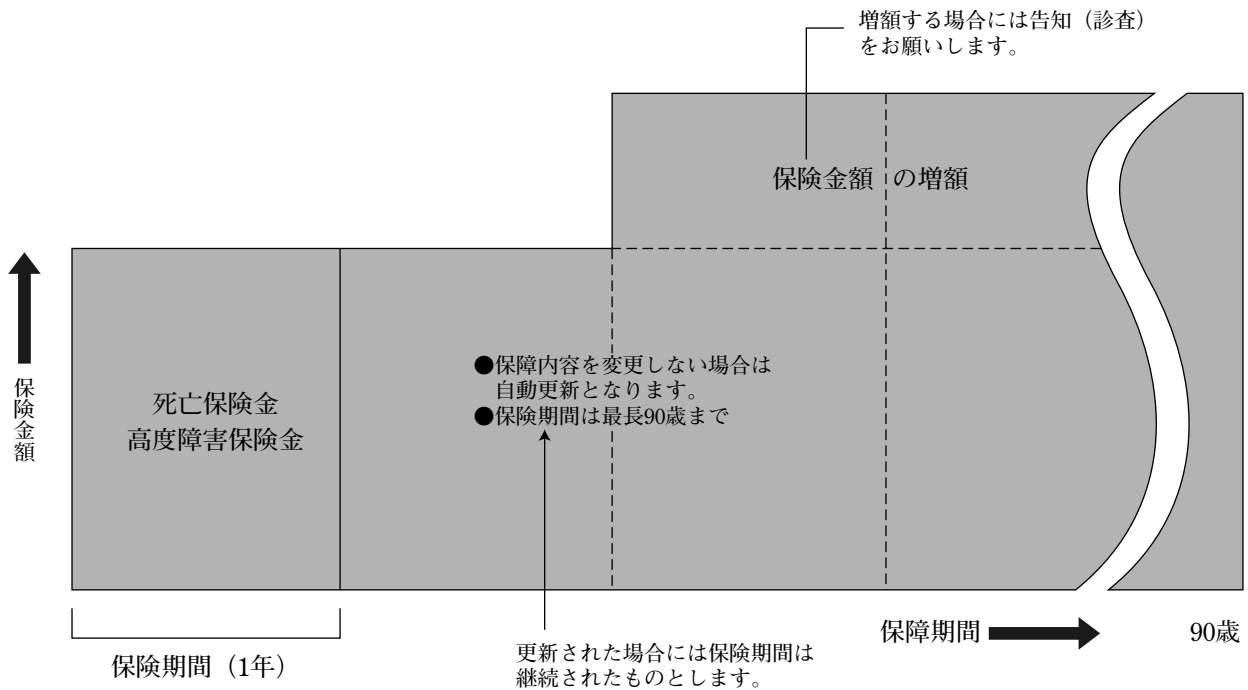 増額する場合には告知（診査）
をお願いします。
保険金額の増額
保険金額
死亡保険金
高度障害保険金
●保障内容を変更しない場合は
自動更新となります。
●保険期間は最長90歳まで
保障期間
90歳
保険期間（1年）
更新された場合には保険期間は
継続されたものとします。